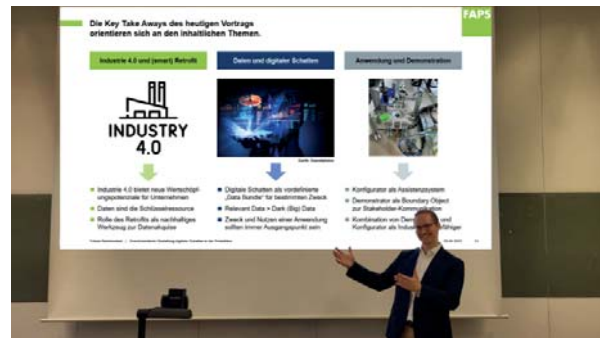 FAPS
Die Key Take Aways des heutigen Vortrags
orientieren sich an den inhaltlichen Themen.
Industrie 4.0 und (smart) Retrofit
Daten und digitaler Schatten
Anwendung und Demonstration
INDUSTRY
4.0
Industrie 4.0 bietet neue Wertschöpf-
ungspotenziale für Unternehmen
Daten sind die Schlüsselressource
Rolle des Retrofits als nachhaltiges
Werkzeug zur Datenakquise
Digitale Schatten als vordefinierte
„Data Bundle“ für bestimmten Zweck
Relevant Data > Dark (Big) Data
Zweck und Nutzen einer Anwendung
sollten immer Ausgangspunkt sein
Konfigurator als Assistenzsystem
Demonstrator als Boundary Object
zur Stakeholder-Kommunikation
Kombination von und
Konfigurator als